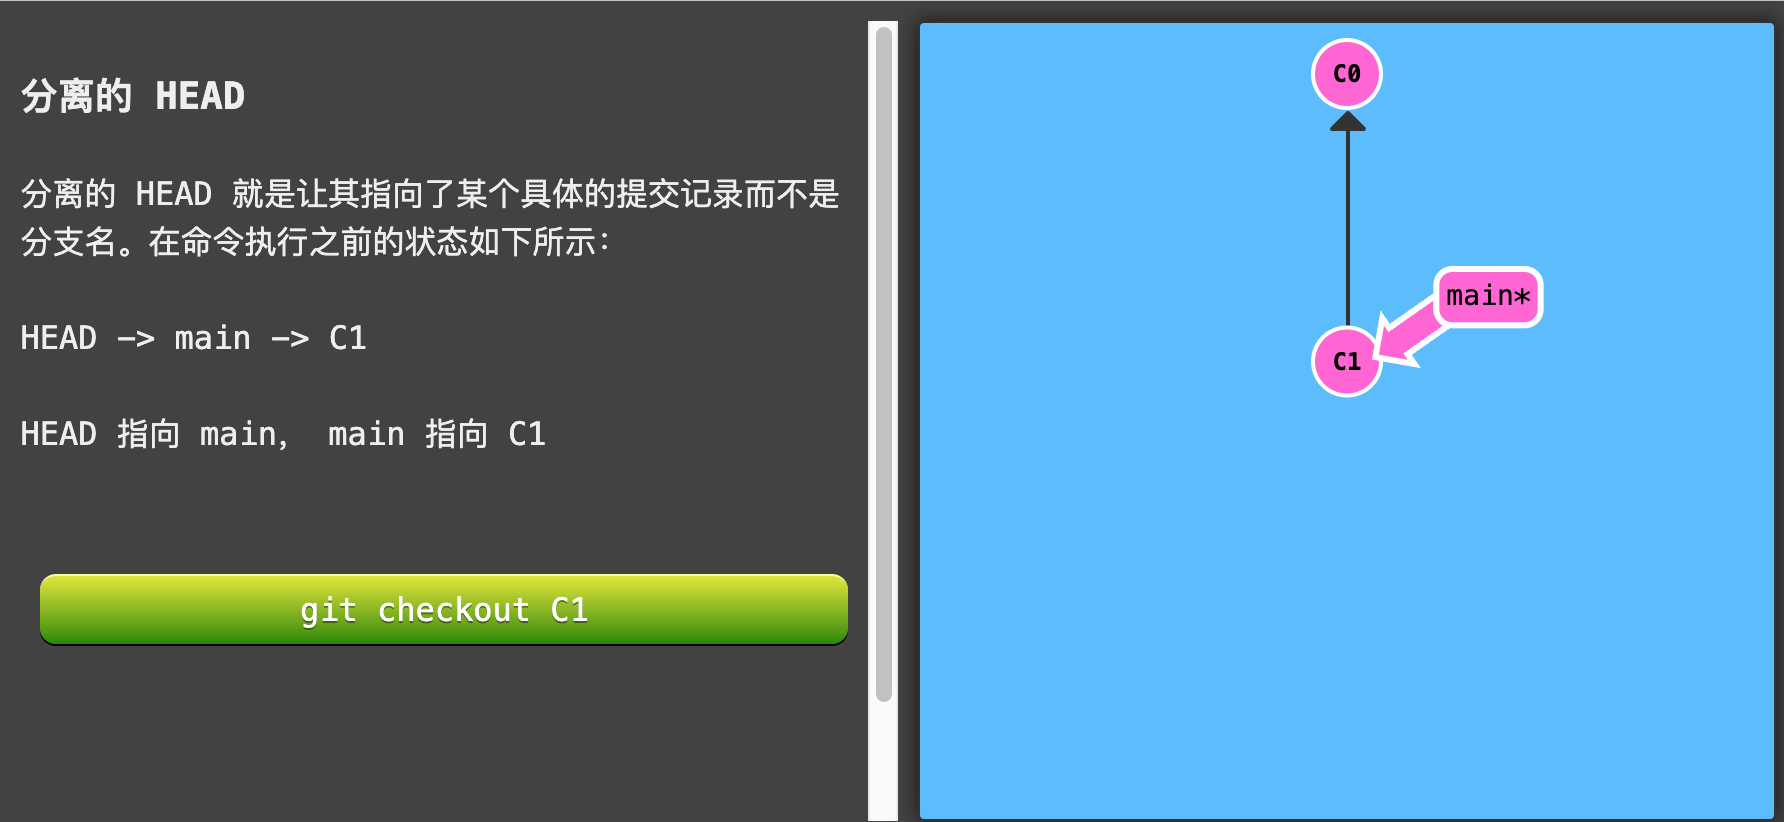 分离的 HEAD
分离的 HEAD 就是让其指向了某个具体的提交记录而不是
分支名。在命令执行之前的状态如下所示：
HEAD -> main -> C1
HEAD 指向 main， main 指向 C1
git checkout C1
C0
main*
C1